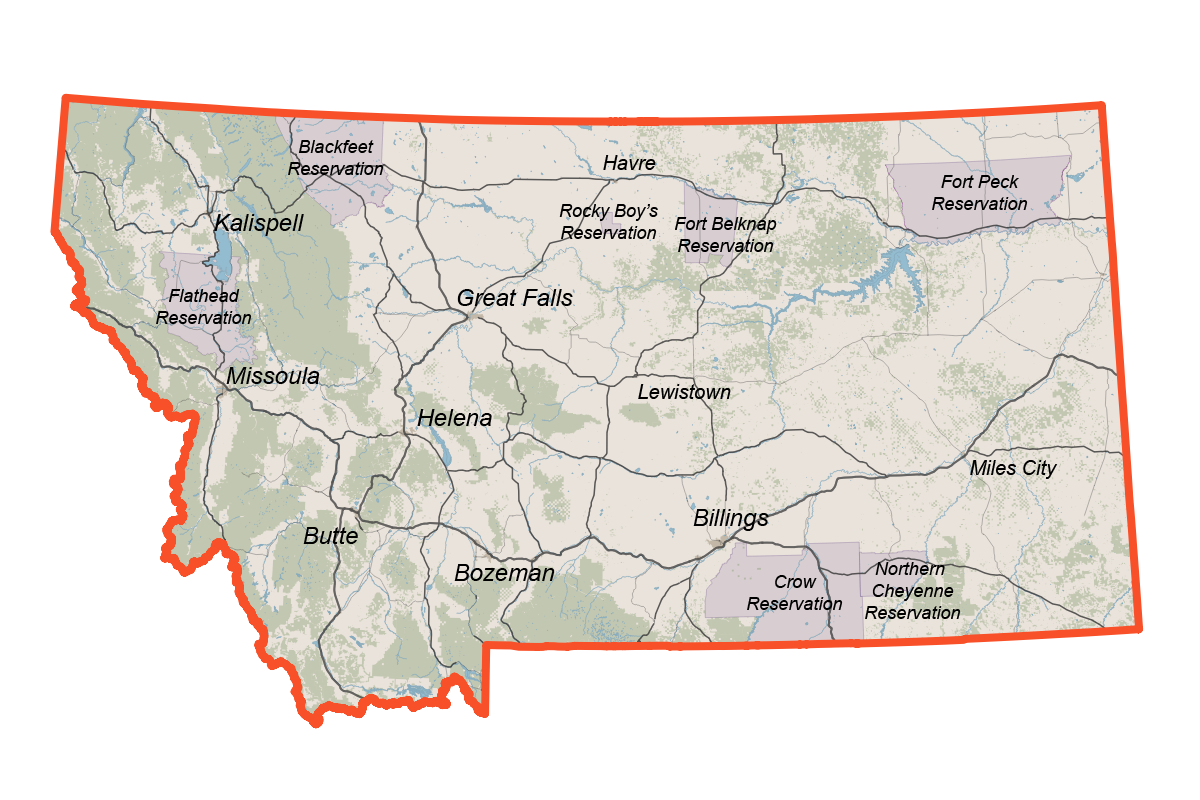 Blackfeet
Reservation
Havre
Fort Peck
Reservation
Kalispell
Rocky Boy's
Reservation
Fort Belknap
Reservation
Flathead
Reservation
Great Falls
Missoula
Lewistown
Helena
Miles City
Billings
Butte
Bozeman
Crow
Reservation
Northern
Cheyenne
Reservation